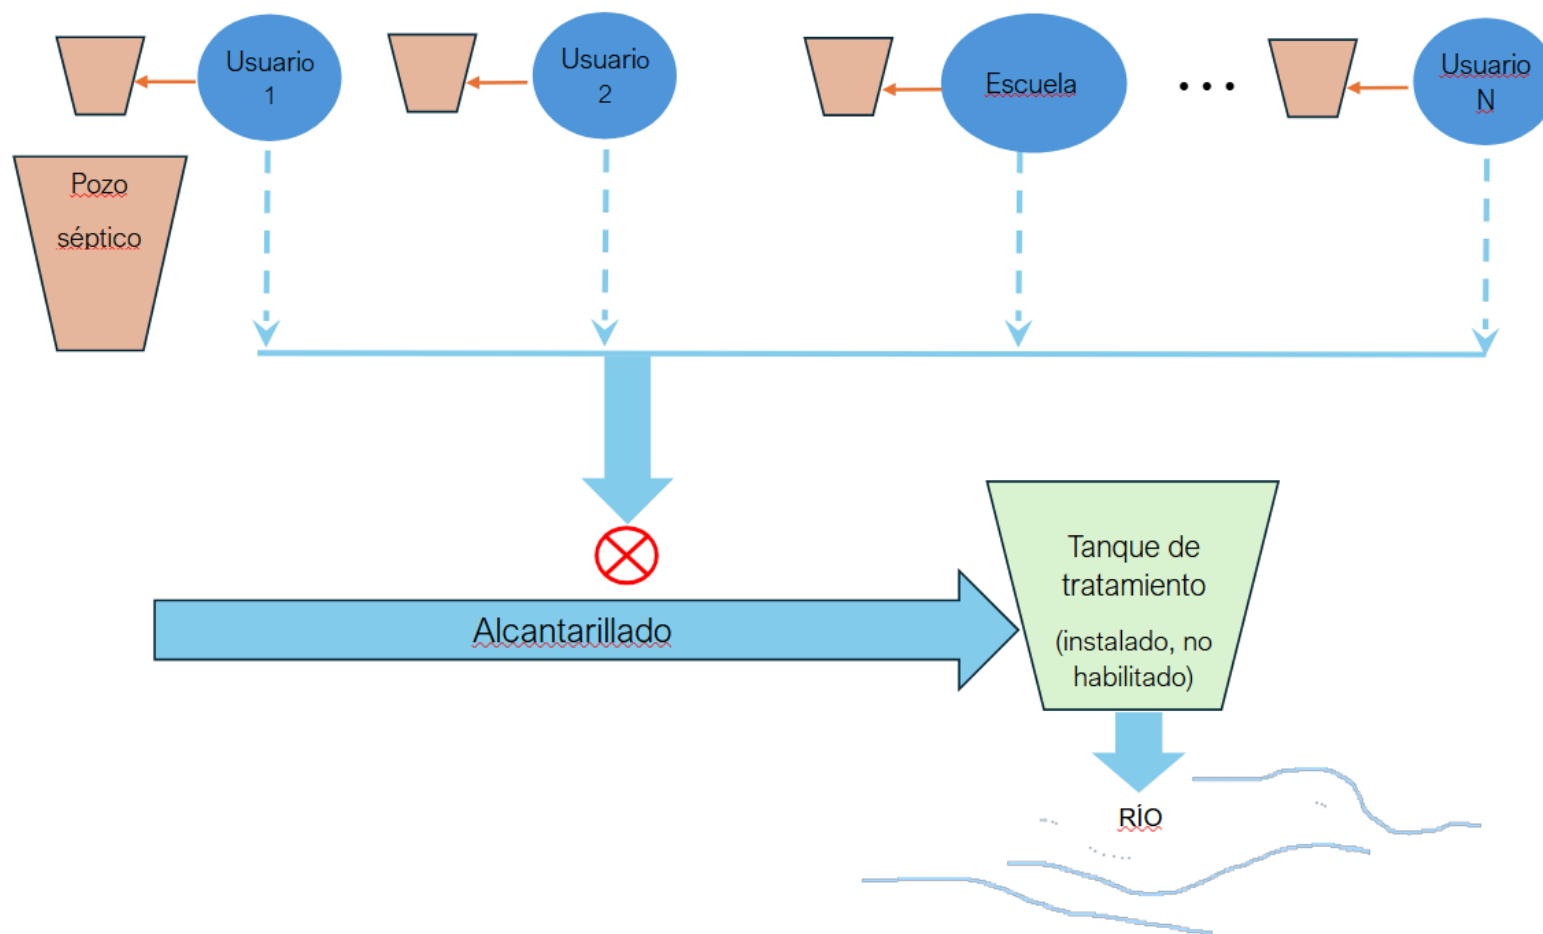 Usuario
1
Usuario
2
Escuela
Usuario
N
Pozo
séptico
Tanque de
tratamiento
(instalado, no
habilitado)
Alcantarillado
RÍO